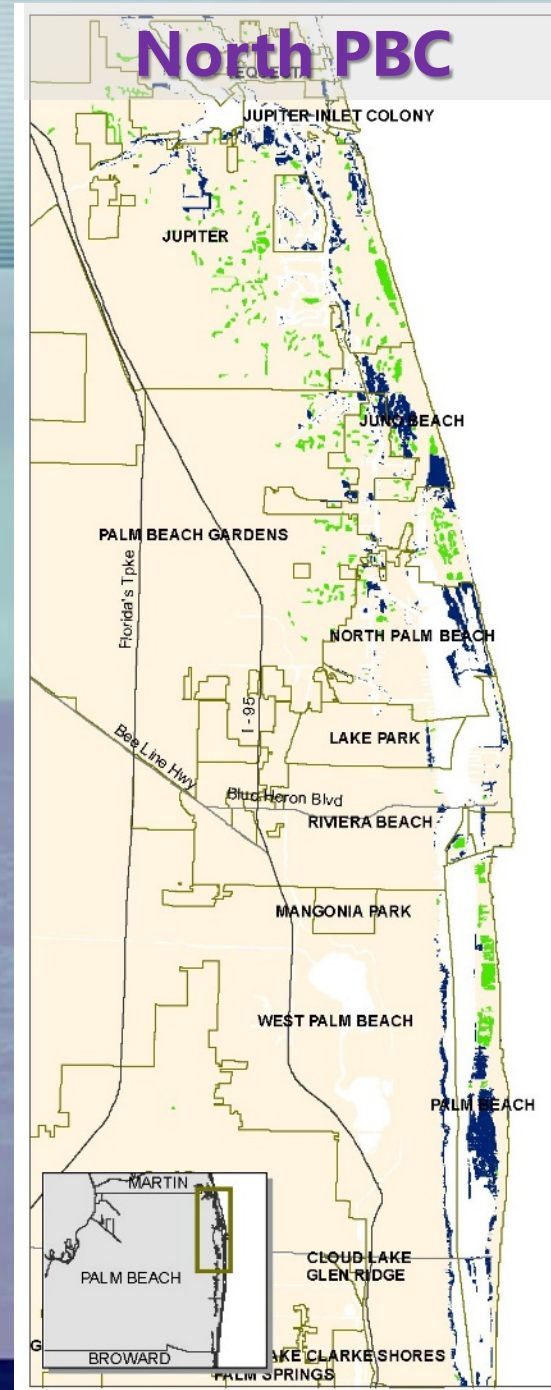 North PBC
TEQUESTA
JUPITER INLET COLONY
JUPITER
JUNO BEACH
PALM BEACH GARDENS
Florida's Tpke
NORTH PALM BEACH
I-95
LAKE PARK
Bee Line Hwy
Blue Heron Blvd
RIVIERA BEACH
MANGONIA PARK
WEST PALM BEACH
PALM BEACH
MARTIN
PALM BEACH
BROWARD
CLOUD LAKE
GLEN RIDGE
G
AKE CLARKE SHORES
PALM SPRINGS